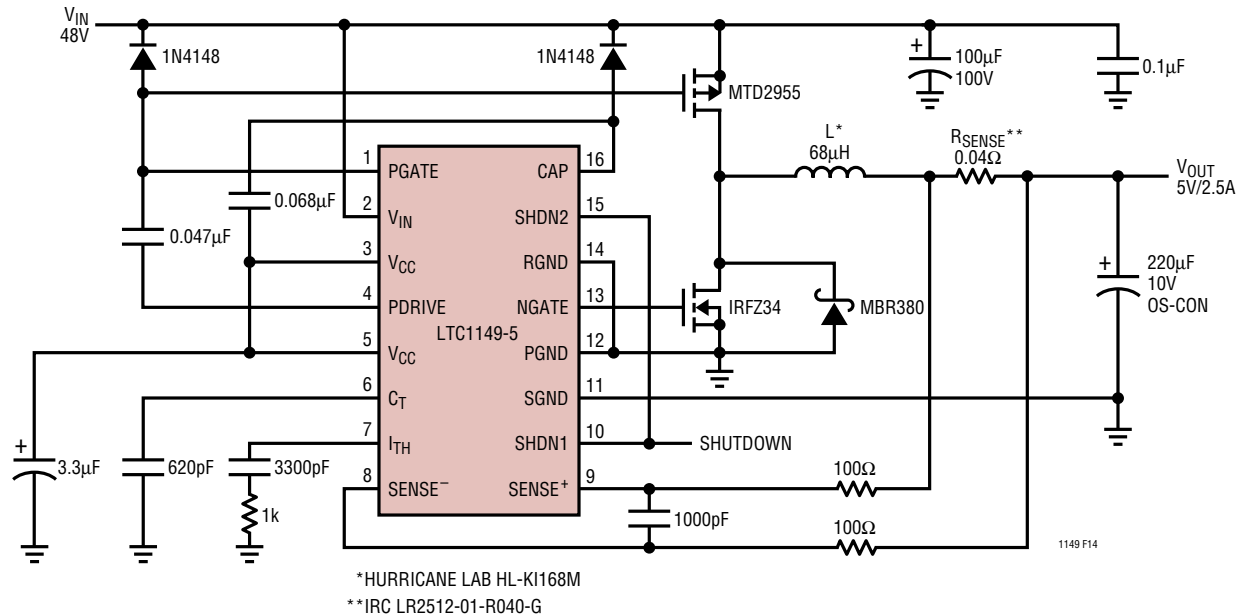 VIN
48V
1N4148
1N4148
MTD2955
100µF
100V
0.1µF
L*
68µH
RSENSE**
0.04Ω
VOUT
5V/2.5A
1
PGATE
CAP
16
0.068µF
2
VIN
SHDN2
15
0.047µF
3
VCC
RGND
14
4
PDRIVE
NGATE
13
IRFZ34
MBR380
+
220µF
10V
OS-CON
LTC1149-5
5
VCC
PGND
12
6
CT
SGND
11
7
ITH
SHDN1
10
SHUTDOWN
+
3.3µF
620pF
3300pF
8
SENSE−
SENSE+
9
100Ω
1k
1000pF
100Ω
1149 F14
*HURRICANE LAB HL-KI168M
**IRC LR2512-01-R040-G
+